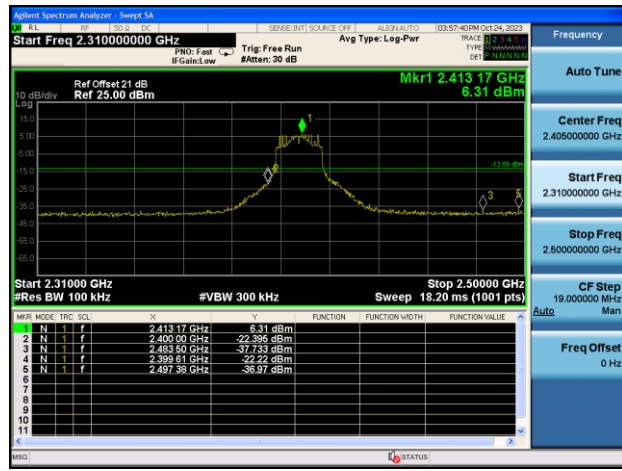 Agilent Spectrum Analyzer - Swept SA
RL RF 50 Ω DC SENSE:INT SOURCE OFF ALIGN AUTO 03:57:40 PM Oct 24, 2023
Start Freq 2.310000000 GHz
PNO: Fast
IFGain:Low
Trig: Free Run
#Atten: 30 dB
Avg Type: Log-Pwr
TRACE 1 2 3 4 5 6
TYPE M
DET P N N N N N
Frequency
Auto Tune
Center Freq
2.405000000 GHz
Start Freq
2.310000000 GHz
Stop Freq
2.500000000 GHz
CF Step
19.000000 MHz
Auto Man
Freq Offset
0 Hz
Ref Offset 21 dB
10 dB/div Ref 25.00 dBm
Log
Mkr1 2.413 17 GHz
6.31 dBm
15.0
5.00
-5.00
-15.0
-25.0
-35.0
-45.0
-55.0
-65.0
1
-13.69 dBm
3
5
Start 2.31000 GHz Stop 2.50000 GHz
#Res BW 100 kHz #VBW 300 kHz Sweep 18.20 ms (1001 pts)
MKR MODE TRC SCL X Y FUNCTION FUNCTION WIDTH FUNCTION VALUE
1 N 1 f 2.413 17 GHz 6.31 dBm
2 N 1 f 2.400 00 GHz -22.395 dBm
3 N 1 f 2.483 50 GHz -37.733 dBm
4 N 1 f 2.399 61 GHz -22.22 dBm
5 N 1 f 2.497 38 GHz -36.97 dBm
6
7
8
9
10
11
MSG STATUS